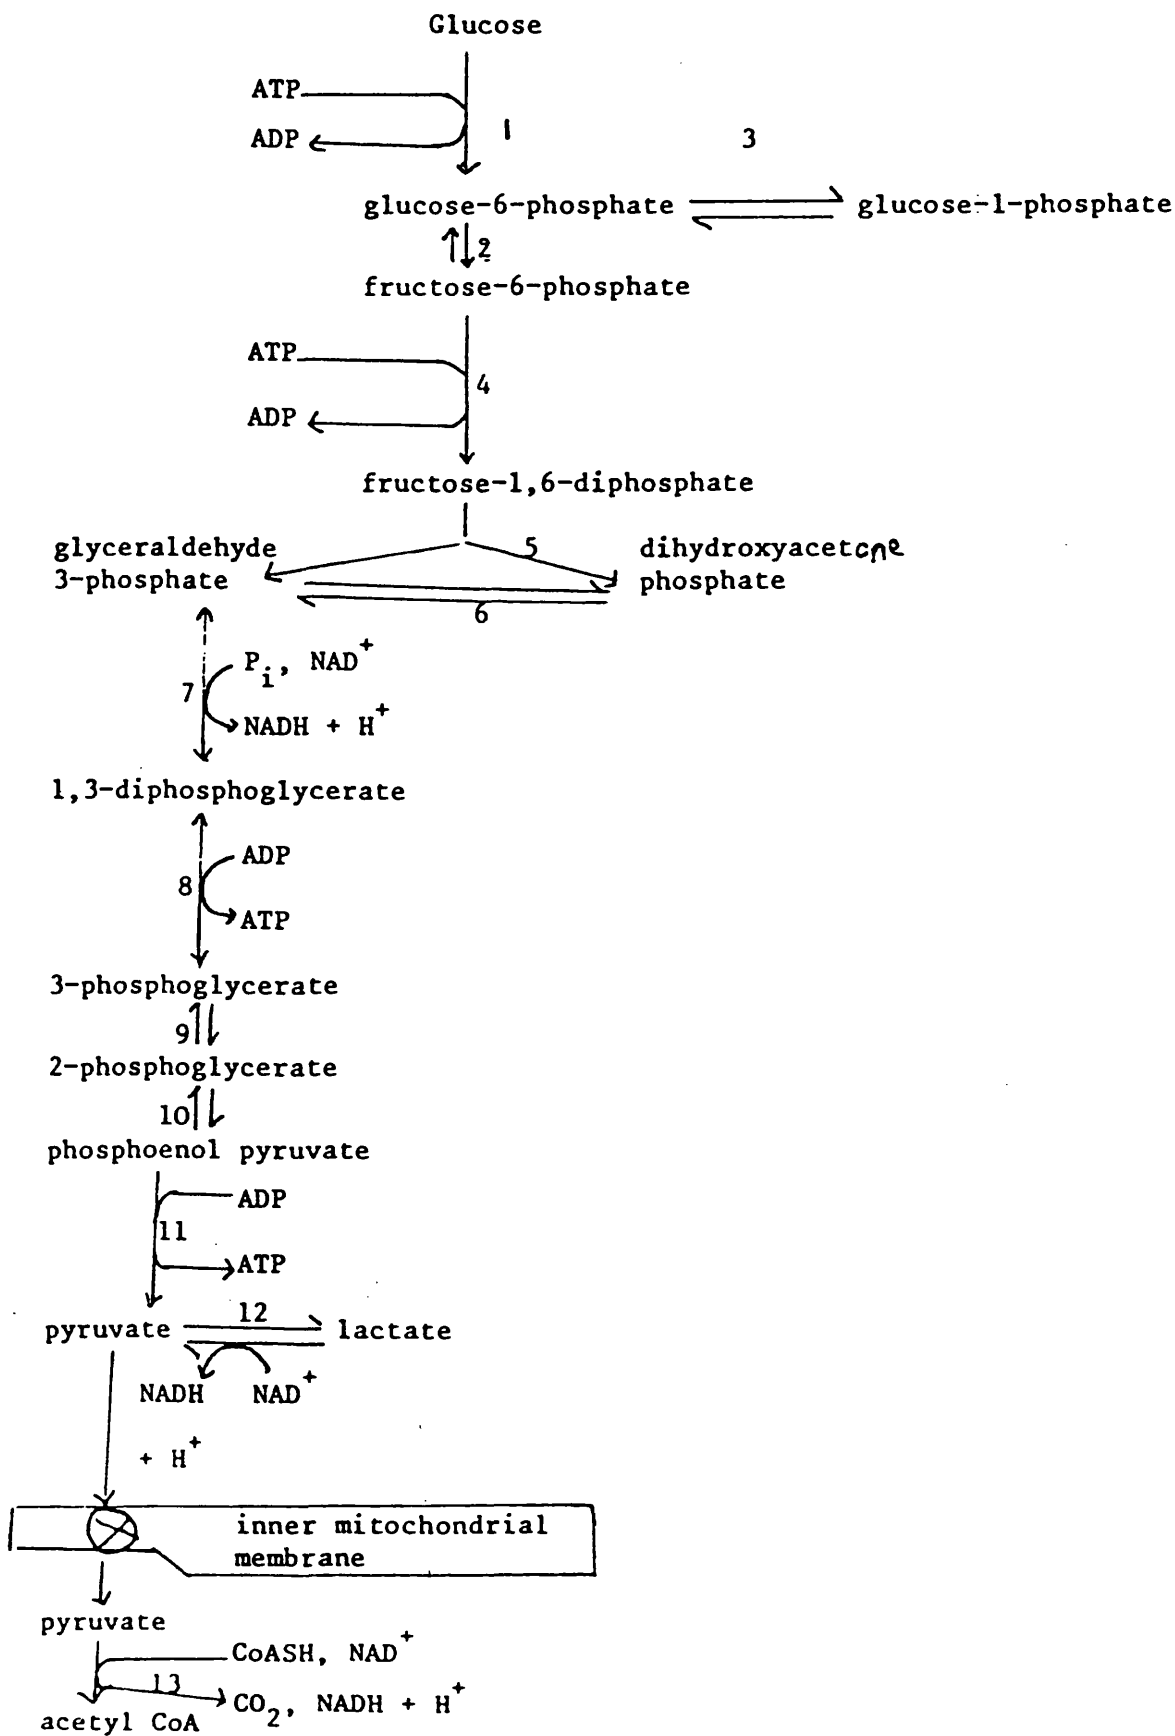 Glucose
ATP
ADP
1
3
glucose-6-phosphate
glucose-1-phosphate
2
fructose-6-phosphate
ATP
4
ADP
fructose-1,6-diphosphate
glyceraldehyde
3-phosphate
5
dihydroxyacetone
phosphate
6
Pi, NAD+
7
NADH + H+
1,3-diphosphoglycerate
ADP
8
ATP
3-phosphoglycerate
9
2-phosphoglycerate
10
phosphoenol pyruvate
ADP
11
ATP
12
pyruvate
lactate
NADH
NAD+
+ H+
inner mitochondrial
membrane
pyruvate
CoASH, NAD+
13
CO2, NADH + H+
acetyl CoA